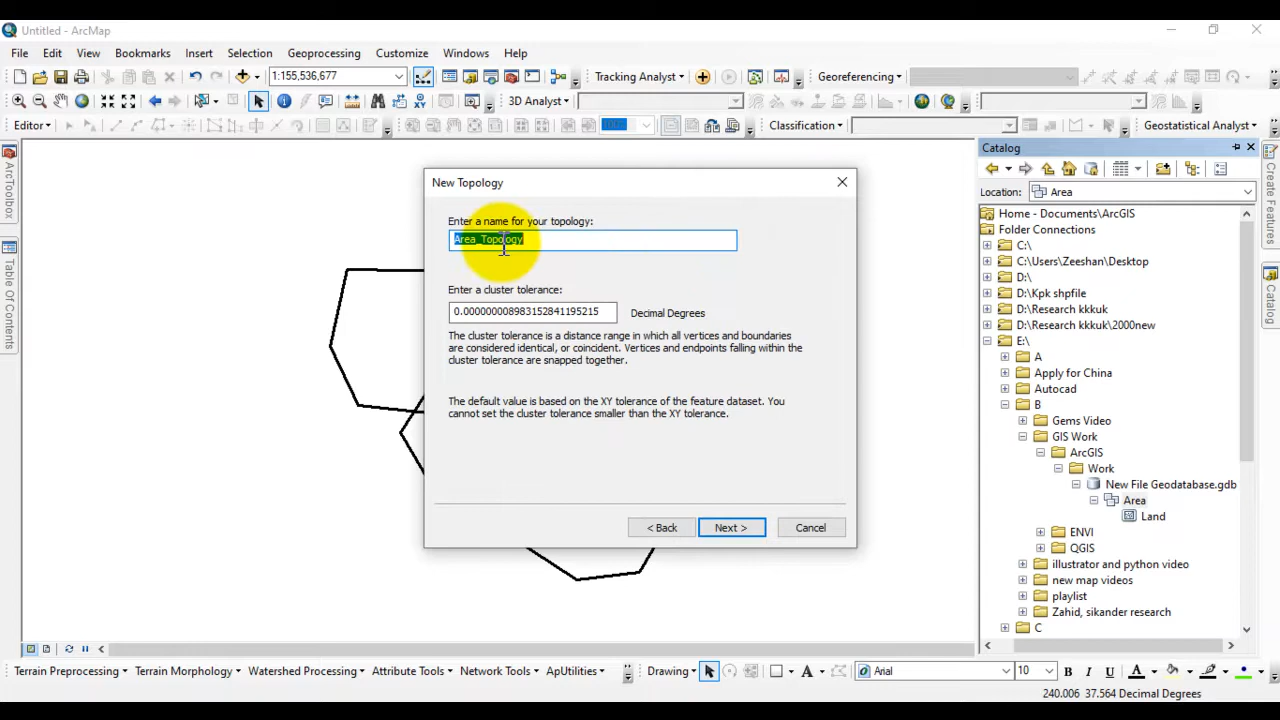 Untitled - ArcMap
File Edit View Bookmarks Insert Selection Geoprocessing Customize Windows Help
1:155,536,677 Tracking Analyst Georeferencing
3D Analyst
Editor Classification Geostatistical Analyst
ArcToolbox
Table Of Contents
New Topology
Enter a name for your topology:
Area_Topology
Enter a cluster tolerance:
0.0000000089831528411952​15 Decimal Degrees
The cluster tolerance is a distance range in which all vertices and boundaries
are considered identical, or coincident. Vertices and endpoints falling within the
cluster tolerance are snapped together.
The default value is based on the XY tolerance of the feature dataset. You
cannot set the cluster tolerance smaller than the XY tolerance.
< Back Next > Cancel
Catalog
Location: Area
Home - Documents\ArcGIS
Folder Connections
C:\
C:\Users\Zeeshan\Desktop
D:\
D:\Kpk shpfile
D:\Research kkkuk
D:\Research kkkuk\2000new
E:\
A
Apply for China
Autocad
B
Gems Video
GIS Work
ArcGIS
Work
New File Geodatabase.gdb
Area
Land
ENVI
QGIS
illustrator and python video
new map videos
playlist
Zahid, sikander research
C
Create Features
Catalog
Terrain Preprocessing Terrain Morphology Watershed Processing Attribute Tools Network Tools ApUtilities Drawing A Arial 10 B I U A
240.006 37.564 Decimal Degrees